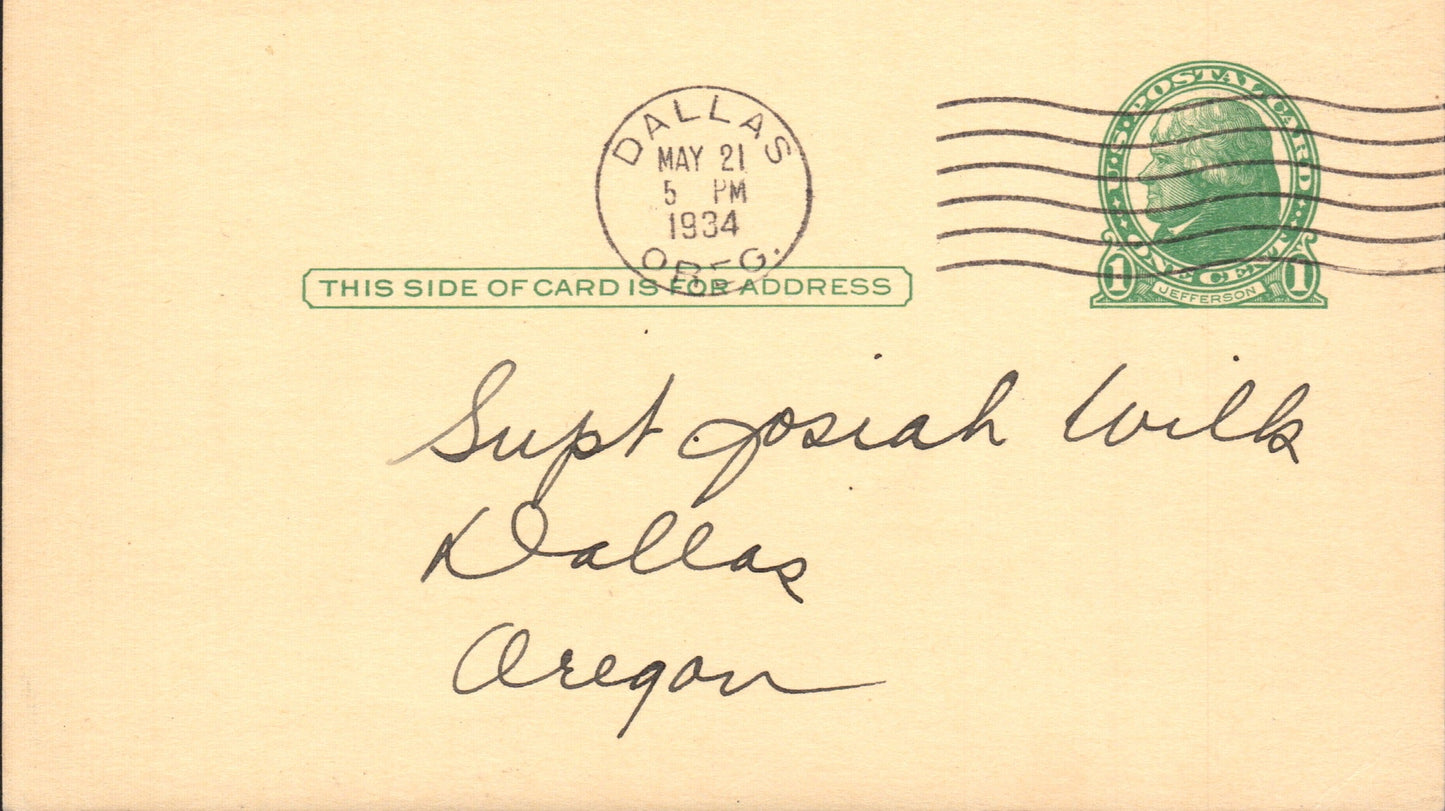 DALLAS
MAY 21
5 PM
1934
OREG.
U.S. POSTAL CARD
ONE CENT
1 JEFFERSON 1
THIS SIDE OF CARD IS FOR ADDRESS
Supt Josiah Wills
Dallas
Oregon